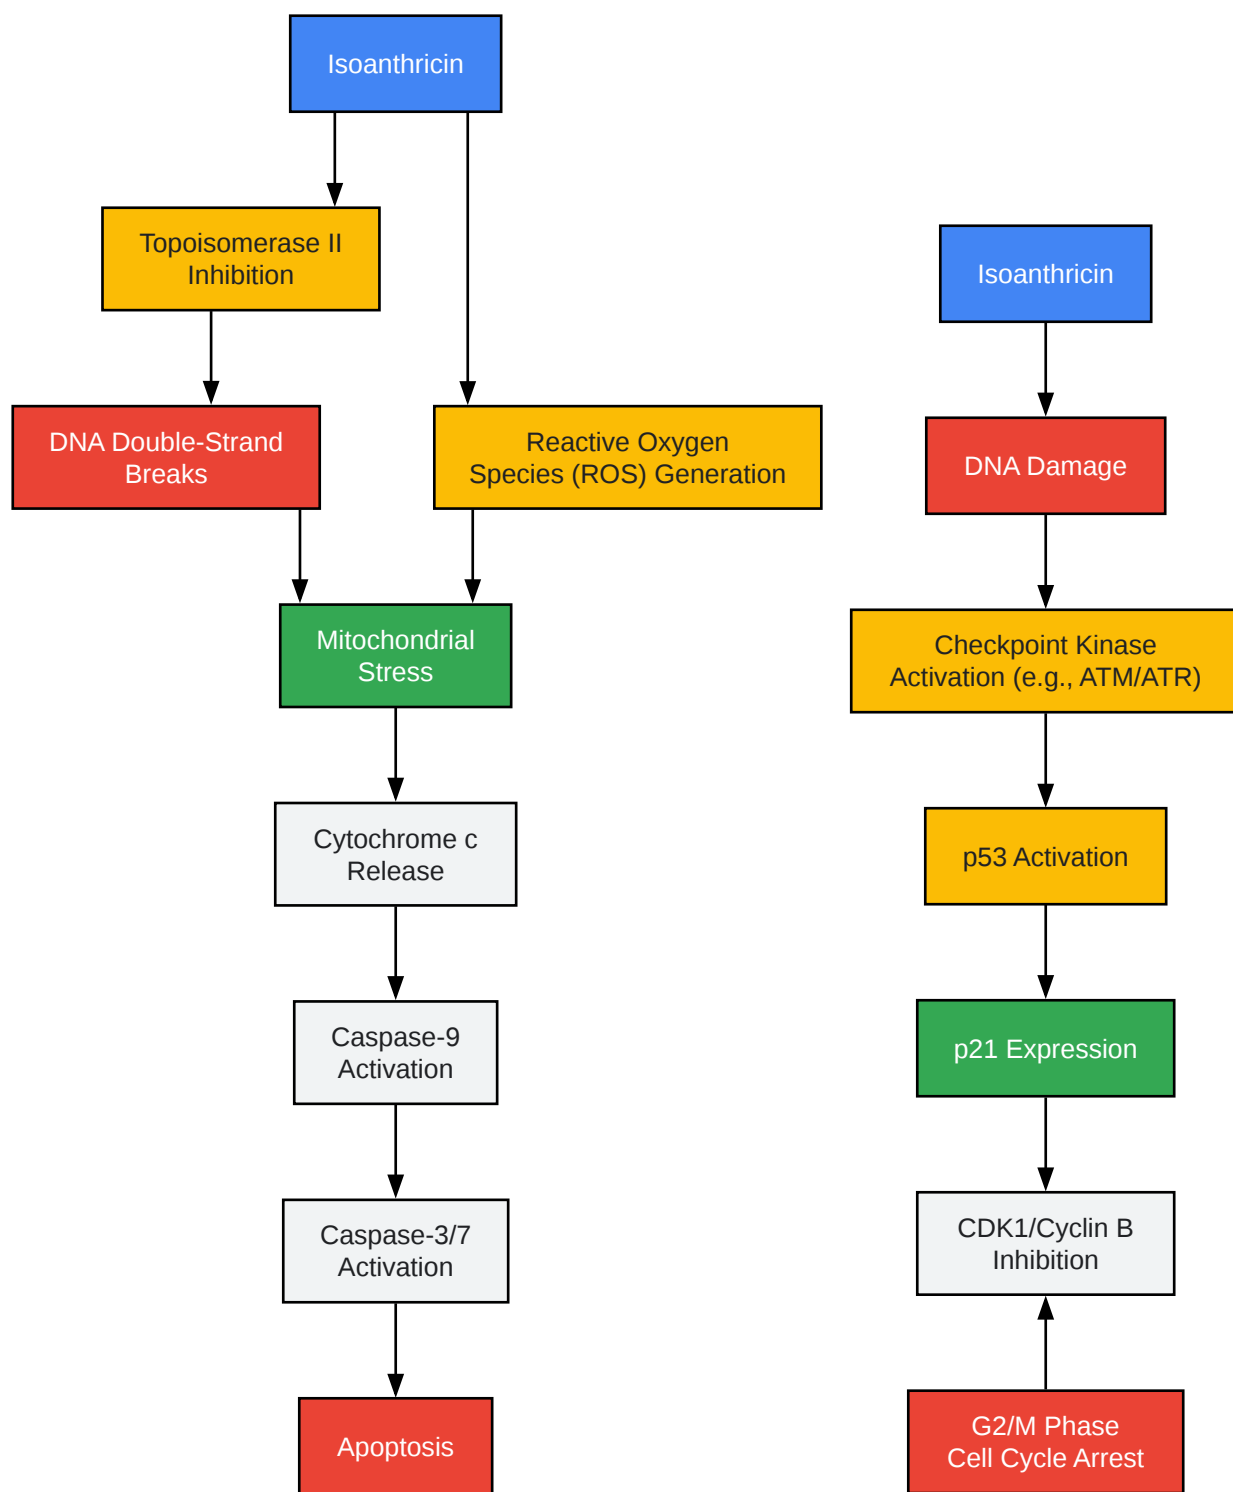 Isoanthricin
Topoisomerase II
Inhibition
DNA Double-Strand
Breaks
Reactive Oxygen
Species (ROS) Generation
Mitochondrial
Stress
Cytochrome c
Release
Caspase-9
Activation
Caspase-3/7
Activation
Apoptosis
Isoanthricin
DNA Damage
Checkpoint Kinase
Activation (e.g., ATM/ATR)
p53 Activation
p21 Expression
CDK1/Cyclin B
Inhibition
G2/M Phase
Cell Cycle Arrest